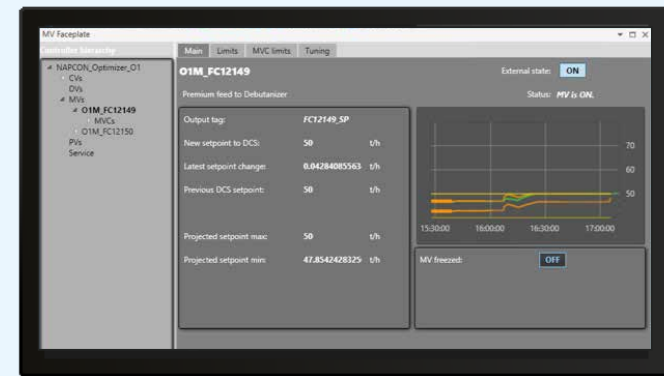 MV Faceplate
Controller hierarchy
Main Limits MVC limits Tuning
NAPCON_Optimizer_O1
CVs
DVs
MVs
O1M_FC12149
MVCs
O1M_FC12150
PVs
Service
O1M_FC12149
External state: ON
Premium feed to Debutanizer
Status: MV is ON.
Output tag: FC12149_SP
New setpoint to DCS: 50 t/h
Latest setpoint change: 0.04284085563 t/h
Previous DCS setpoint: 50 t/h
Projected setpoint max: 50 t/h
Projected setpoint min: 47.8542428325 t/h
70
60
50
15:30:00 16:00:00 16:30:00 17:00:00
MV freezed: OFF